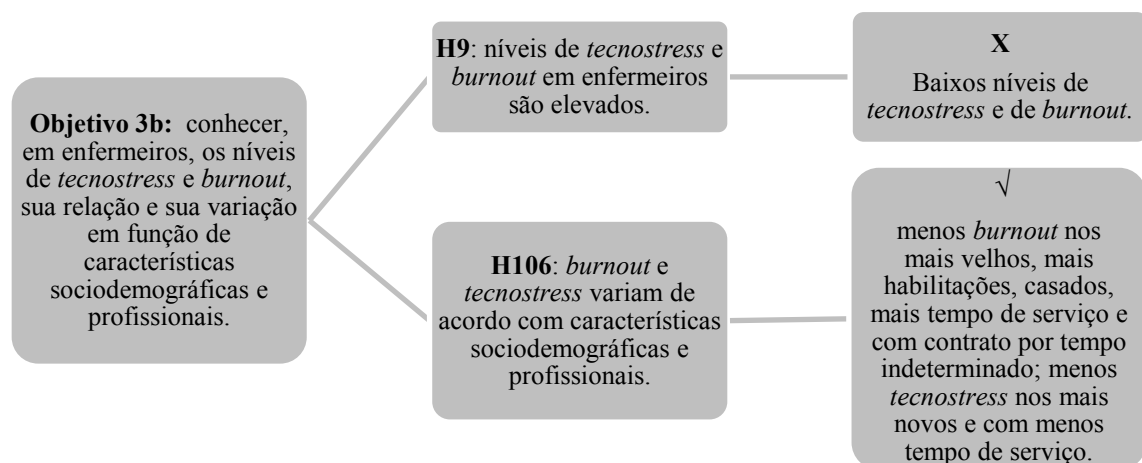 Objetivo 3b: conhecer,
em enfermeiros, os níveis
de tecnostress e burnout,
sua relação e sua variação
em função de
características
sociodemográficas e
profissionais.
H9: níveis de tecnostress e
burnout em enfermeiros
são elevados.
X
Baixos níveis de
tecnostress e de burnout.
H106: burnout e
tecnostress variam de
acordo com características
sociodemográficas e
profissionais.
√
menos burnout nos
mais velhos, mais
habilitações, casados,
mais tempo de serviço e
com contrato por tempo
indeterminado; menos
tecnostress nos mais
novos e com menos
tempo de serviço.